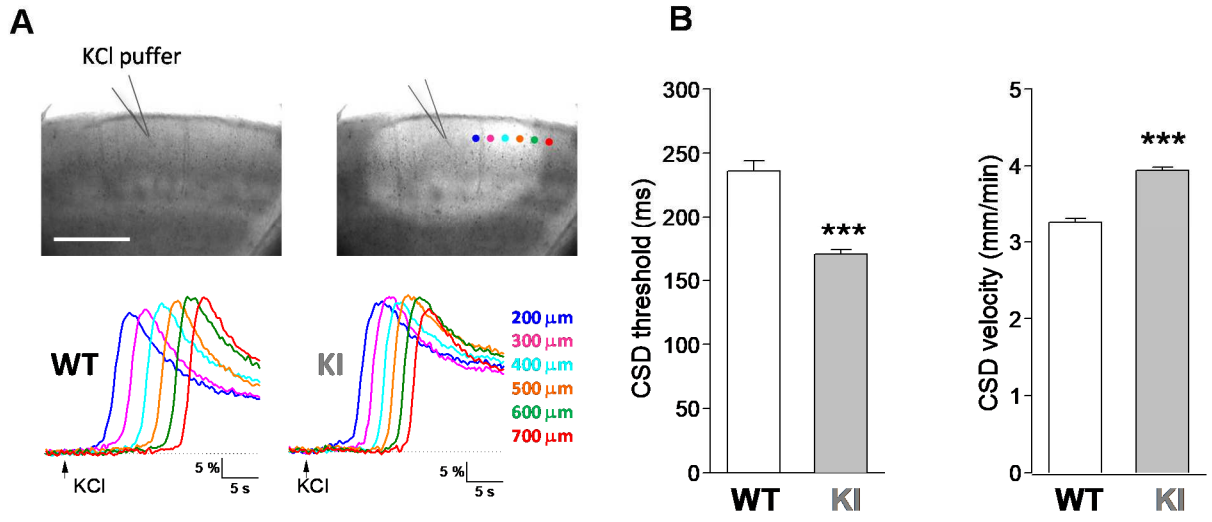 A
KCl puffer
WT
KI
200 μm
300 μm
400 μm
500 μm
600 μm
700 μm
KCl
5 %
5 s
KCl
5 %
5 s
B
CSD threshold (ms)
300
250
200
150
100
50
0
***
WT
KI
CSD velocity (mm/min)
5
4
3
2
1
0
***
WT
KI